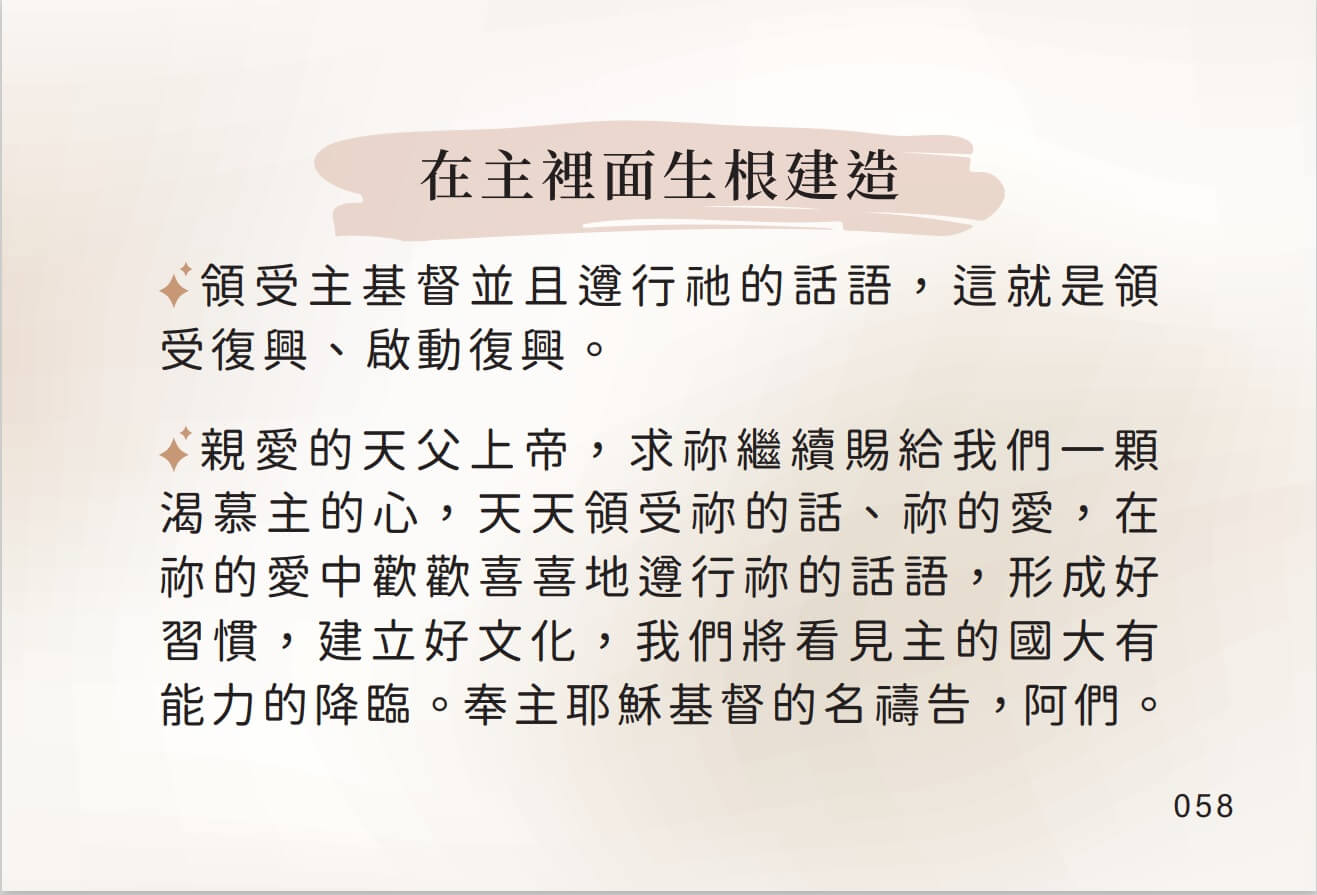 在主裡面生根建造
領受主基督並且遵行祂的話語，這就是領
受復興、啟動復興。
親愛的天父上帝，求祢繼續賜給我們一顆
渴慕主的心，天天領受祢的話、祢的愛，在
祢的愛中歡歡喜喜地遵行祢的話語，形成好
習慣，建立好文化，我們將看見主的國大有
能力的降臨。奉主耶穌基督的名禱告，阿們。
058